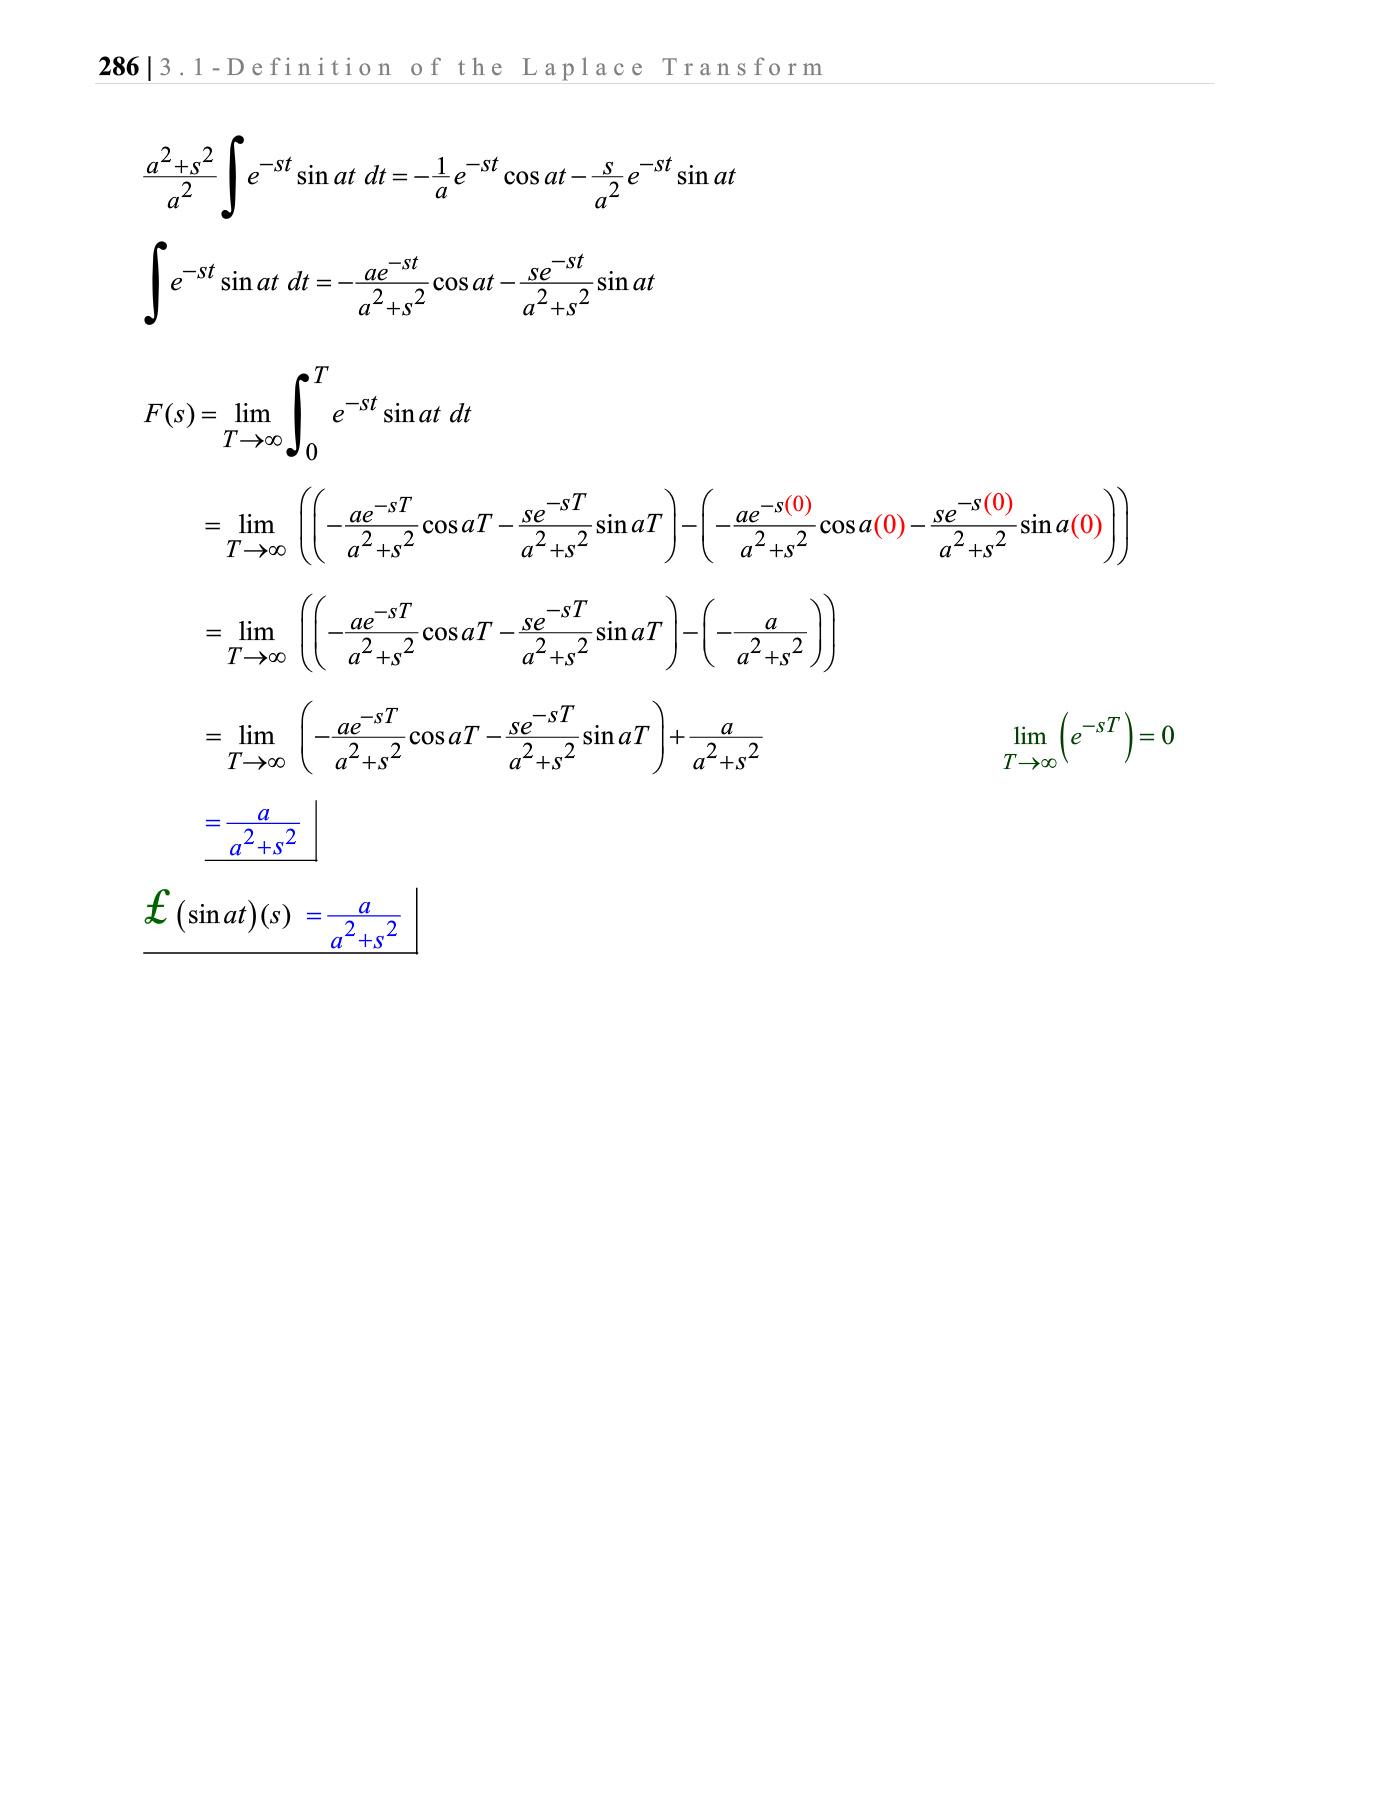 286 | 3.1-Definition of the Laplace Transform
$\frac{a^2+s^2}{a^2} \int e^{-st} \sin at \, dt = -\frac{1}{a} e^{-st} \cos at - \frac{s}{a^2} e^{-st} \sin at$
$\int e^{-st} \sin at \, dt = -\frac{ae^{-st}}{a^2+s^2} \cos at - \frac{se^{-st}}{a^2+s^2} \sin at$
$F(s) = \lim_{T \to \infty} \int_0^T e^{-st} \sin at \, dt$
$= \lim_{T \to \infty} \left( \left( -\frac{ae^{-sT}}{a^2+s^2} \cos aT - \frac{se^{-sT}}{a^2+s^2} \sin aT \right) - \left( -\frac{ae^{-s(0)}}{a^2+s^2} \cos a(0) - \frac{se^{-s(0)}}{a^2+s^2} \sin a(0) \right) \right)$
$= \lim_{T \to \infty} \left( \left( -\frac{ae^{-sT}}{a^2+s^2} \cos aT - \frac{se^{-sT}}{a^2+s^2} \sin aT \right) - \left( -\frac{a}{a^2+s^2} \right) \right)$
$= \lim_{T \to \infty} \left( -\frac{ae^{-sT}}{a^2+s^2} \cos aT - \frac{se^{-sT}}{a^2+s^2} \sin aT \right) + \frac{a}{a^2+s^2}$ $\lim_{T \to \infty} \left( e^{-sT} \right) = 0$
$= \frac{a}{a^2+s^2}$
£ $(\sin at)(s) = \frac{a}{a^2+s^2}$